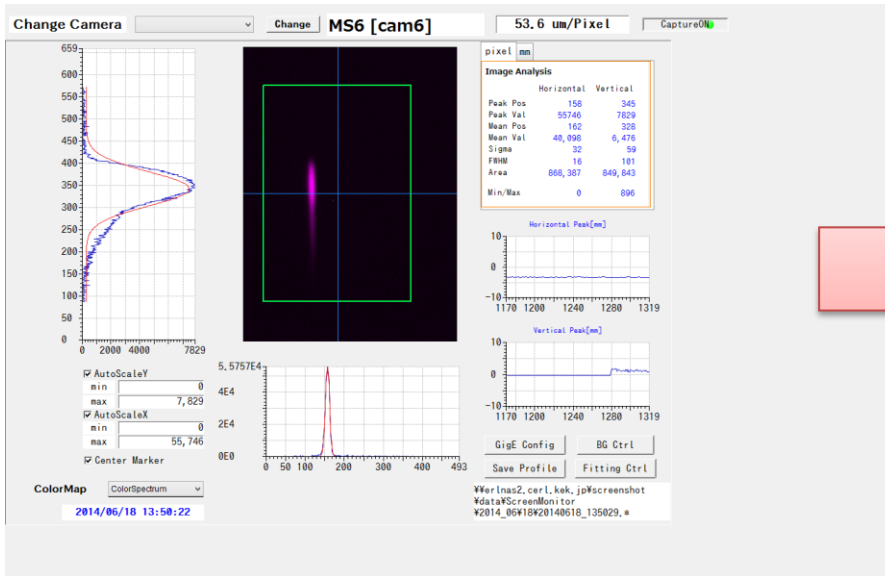 Change Camera Change MS6 [cam6] 53.6 um/Pixel CaptureON
pixel mm
Image Analysis
Horizontal Vertical
Peak Pos 158 345
Peak Val 55746 7829
Mean Pos 162 328
Mean Val 40,098 6,476
Sigma 32 59
FWHM 16 101
Area 868,387 849,843
Min/Max 0 896
659
600
550
500
450
400
350
300
250
200
150
100
50
0
0 2000 4000 7829
Horizontal Peak[mm]
10
0
-10
1170 1200 1240 1280 1319
Vertical Peak[mm]
10
0
-10
1170 1200 1240 1280 1319
AutoScaleY
min 0
max 7,829
AutoScaleX
min 0
max 55,746
Center Marker
5,5757E4
4E4
2E4
0E0
0 50 100 200 300 400 493
GigE Config BG Ctrl
Save Profile Fitting Ctrl
ColorMap ColorSpectrum
2014/06/18 13:50:22
¥¥erlnas2.cerl.kek.jp¥screenshot
¥data¥ScreenMonitor
¥2014_06¥18¥20140618_135029.*